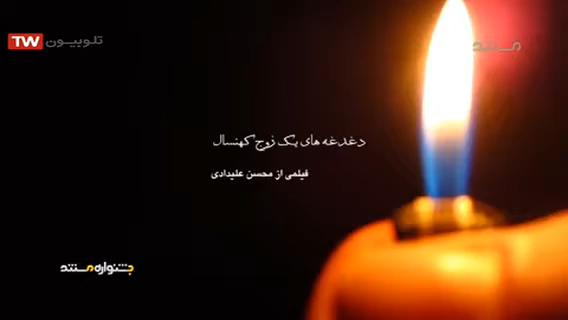 TW تلوبیون
مستند
دغدغه های یک زوج کهنسال
فیلمی از محسن علیدادی
جشنواره مستند